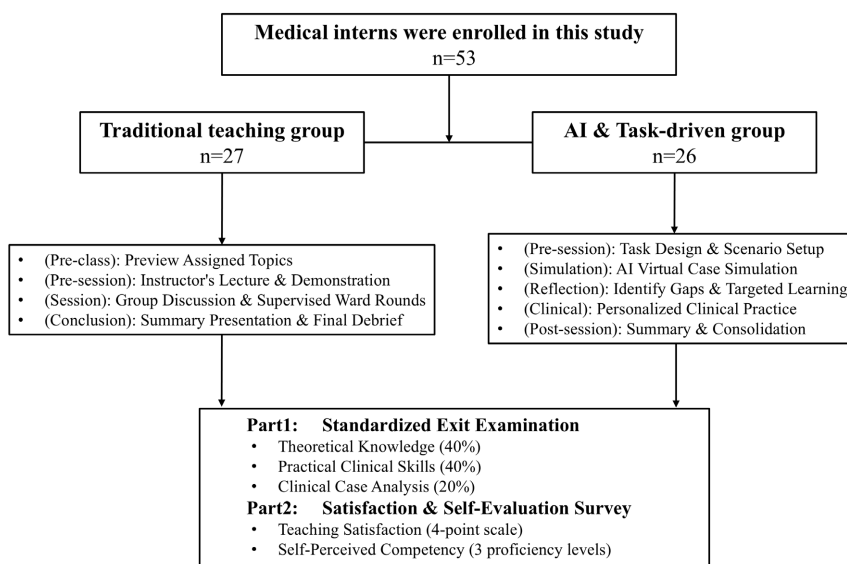 Medical interns were enrolled in this study
n=53
Traditional teaching group
n=27
AI & Task-driven group
n=26
• (Pre-class): Preview Assigned Topics
• (Pre-session): Instructor's Lecture & Demonstration
• (Session): Group Discussion & Supervised Ward Rounds
• (Conclusion): Summary Presentation & Final Debrief
• (Pre-session): Task Design & Scenario Setup
• (Simulation): AI Virtual Case Simulation
• (Reflection): Identify Gaps & Targeted Learning
• (Clinical): Personalized Clinical Practice
• (Post-session): Summary & Consolidation
Part1: Standardized Exit Examination
• Theoretical Knowledge (40%)
• Practical Clinical Skills (40%)
• Clinical Case Analysis (20%)
Part2: Satisfaction & Self-Evaluation Survey
• Teaching Satisfaction (4-point scale)
• Self-Perceived Competency (3 proficiency levels)